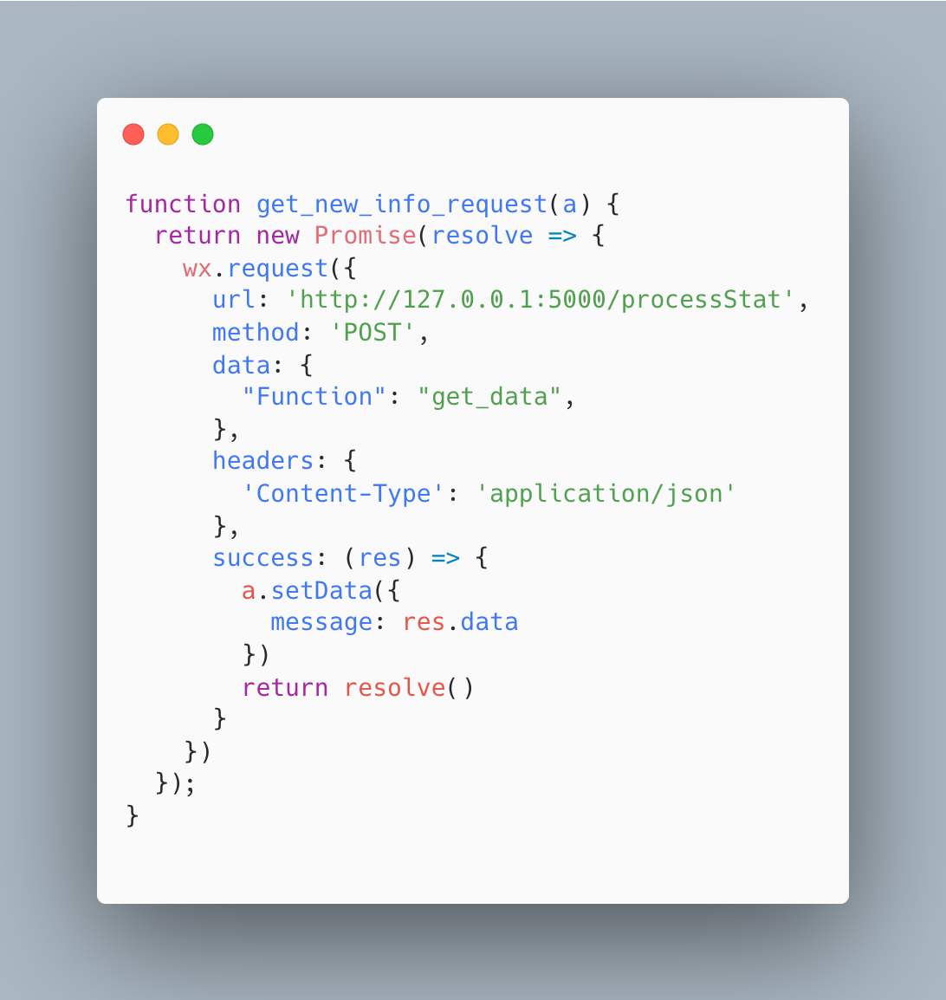 function get_new_info_request(a) {
  return new Promise(resolve => {
    wx.request({
      url: 'http://127.0.0.1:5000/processStat',
      method: 'POST',
      data: {
        "Function": "get_data",
      },
      headers: {
        'Content-Type': 'application/json'
      },
      success: (res) => {
        a.setData({
          message: res.data
        })
        return resolve()
      }
    })
  });
}